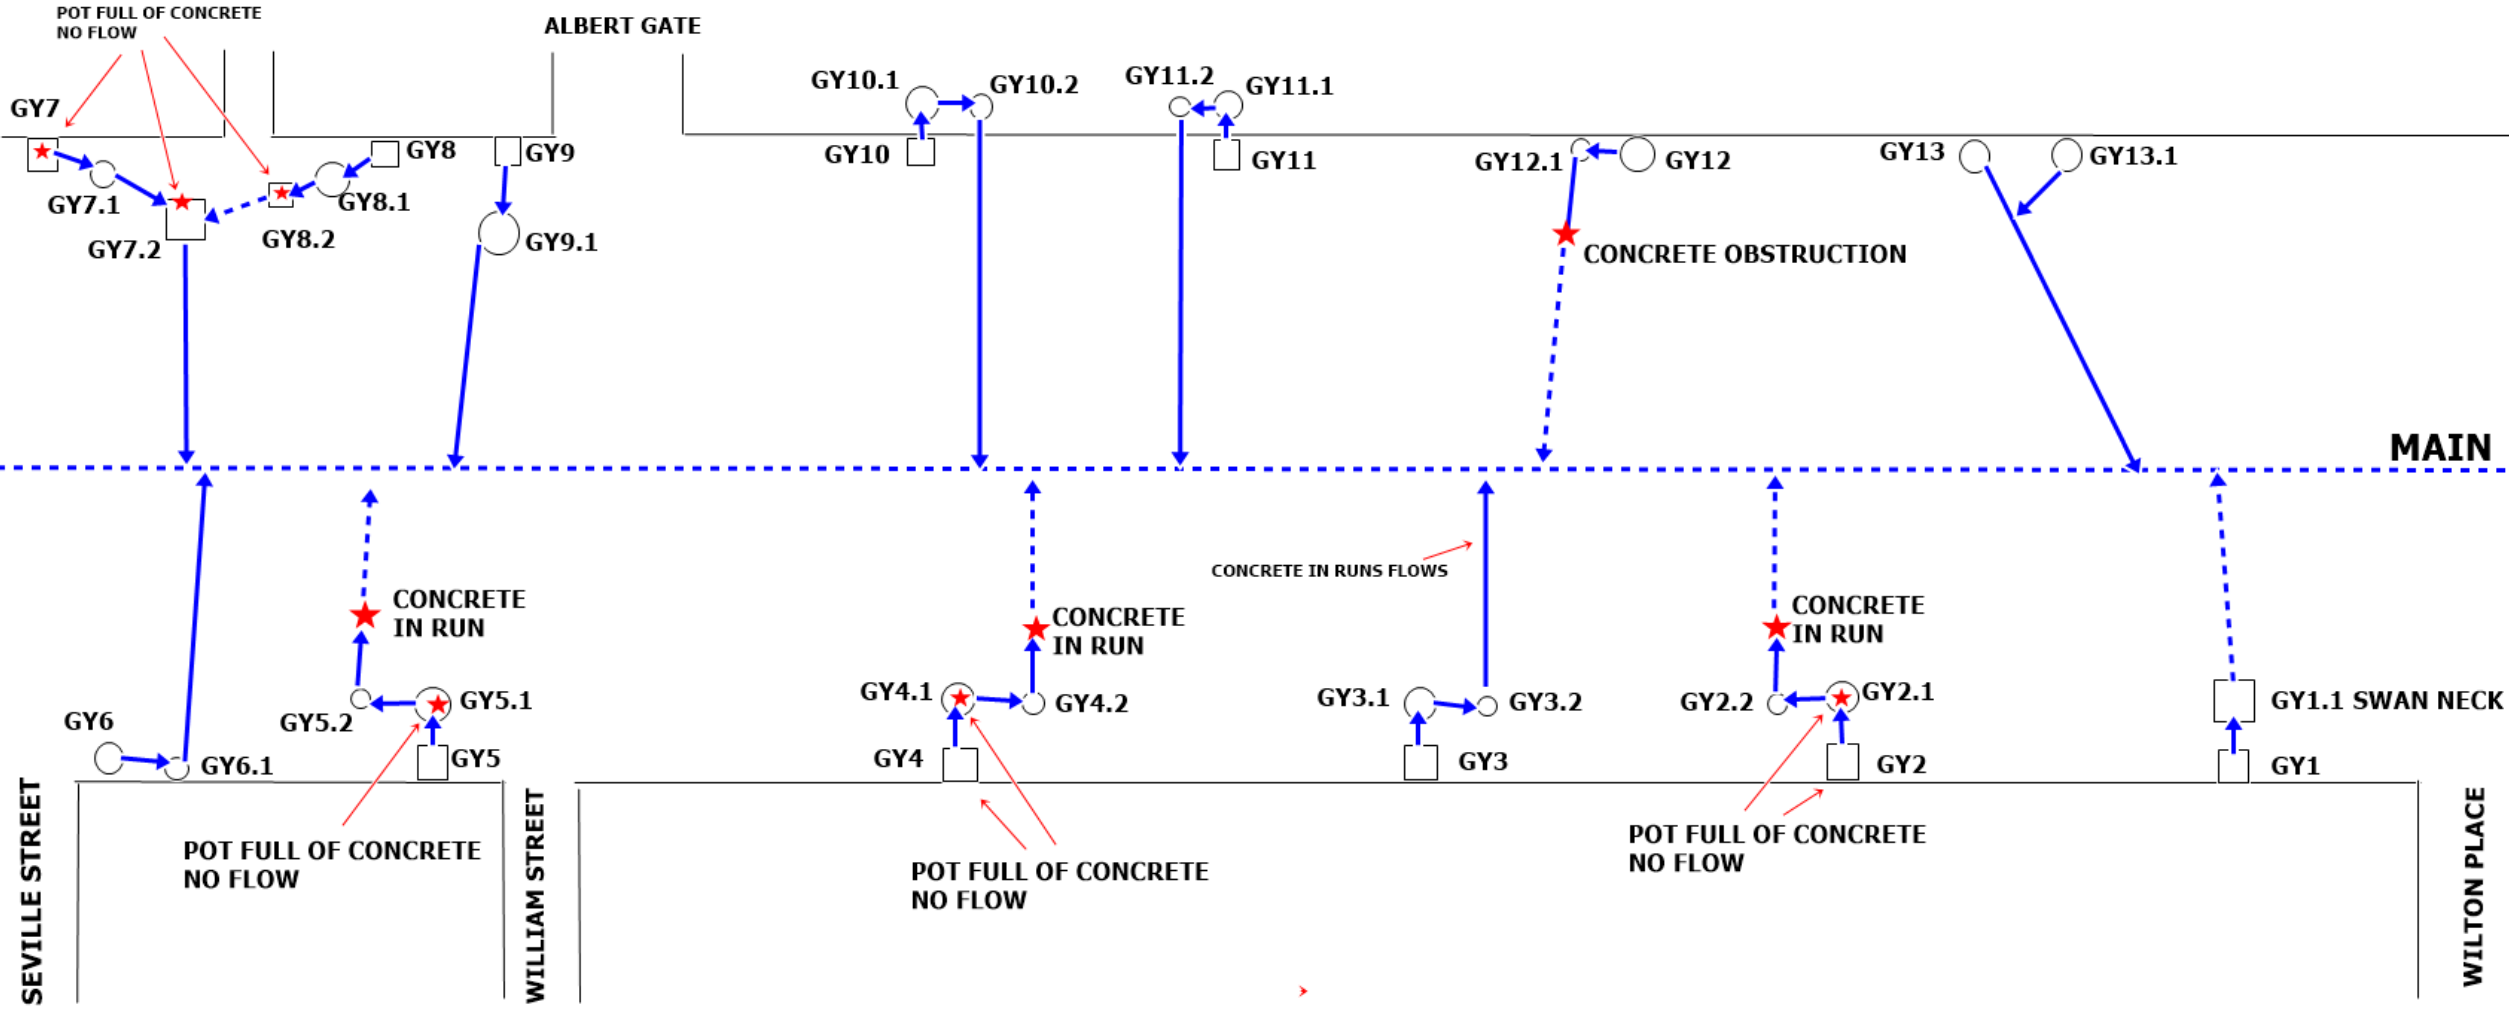 POT FULL OF CONCRETE
NO FLOW
ALBERT GATE
GY7
GY7.1
GY7.2
GY8
GY8.1
GY8.2
GY9
GY9.1
GY10.1
GY10.2
GY10
GY11.2
GY11.1
GY11
GY12.1
GY12
CONCRETE OBSTRUCTION
GY13
GY13.1
MAIN
CONCRETE
IN RUN
GY6
GY6.1
GY5.2
GY5.1
GY5
POT FULL OF CONCRETE
NO FLOW
CONCRETE
IN RUN
GY4.1
GY4.2
GY4
POT FULL OF CONCRETE
NO FLOW
CONCRETE IN RUNS FLOWS
GY3.1
GY3.2
GY3
CONCRETE
IN RUN
GY2.2
GY2.1
GY2
POT FULL OF CONCRETE
NO FLOW
GY1.1 SWAN NECK
GY1
SEVILLE STREET
WILLIAM STREET
WILTON PLACE